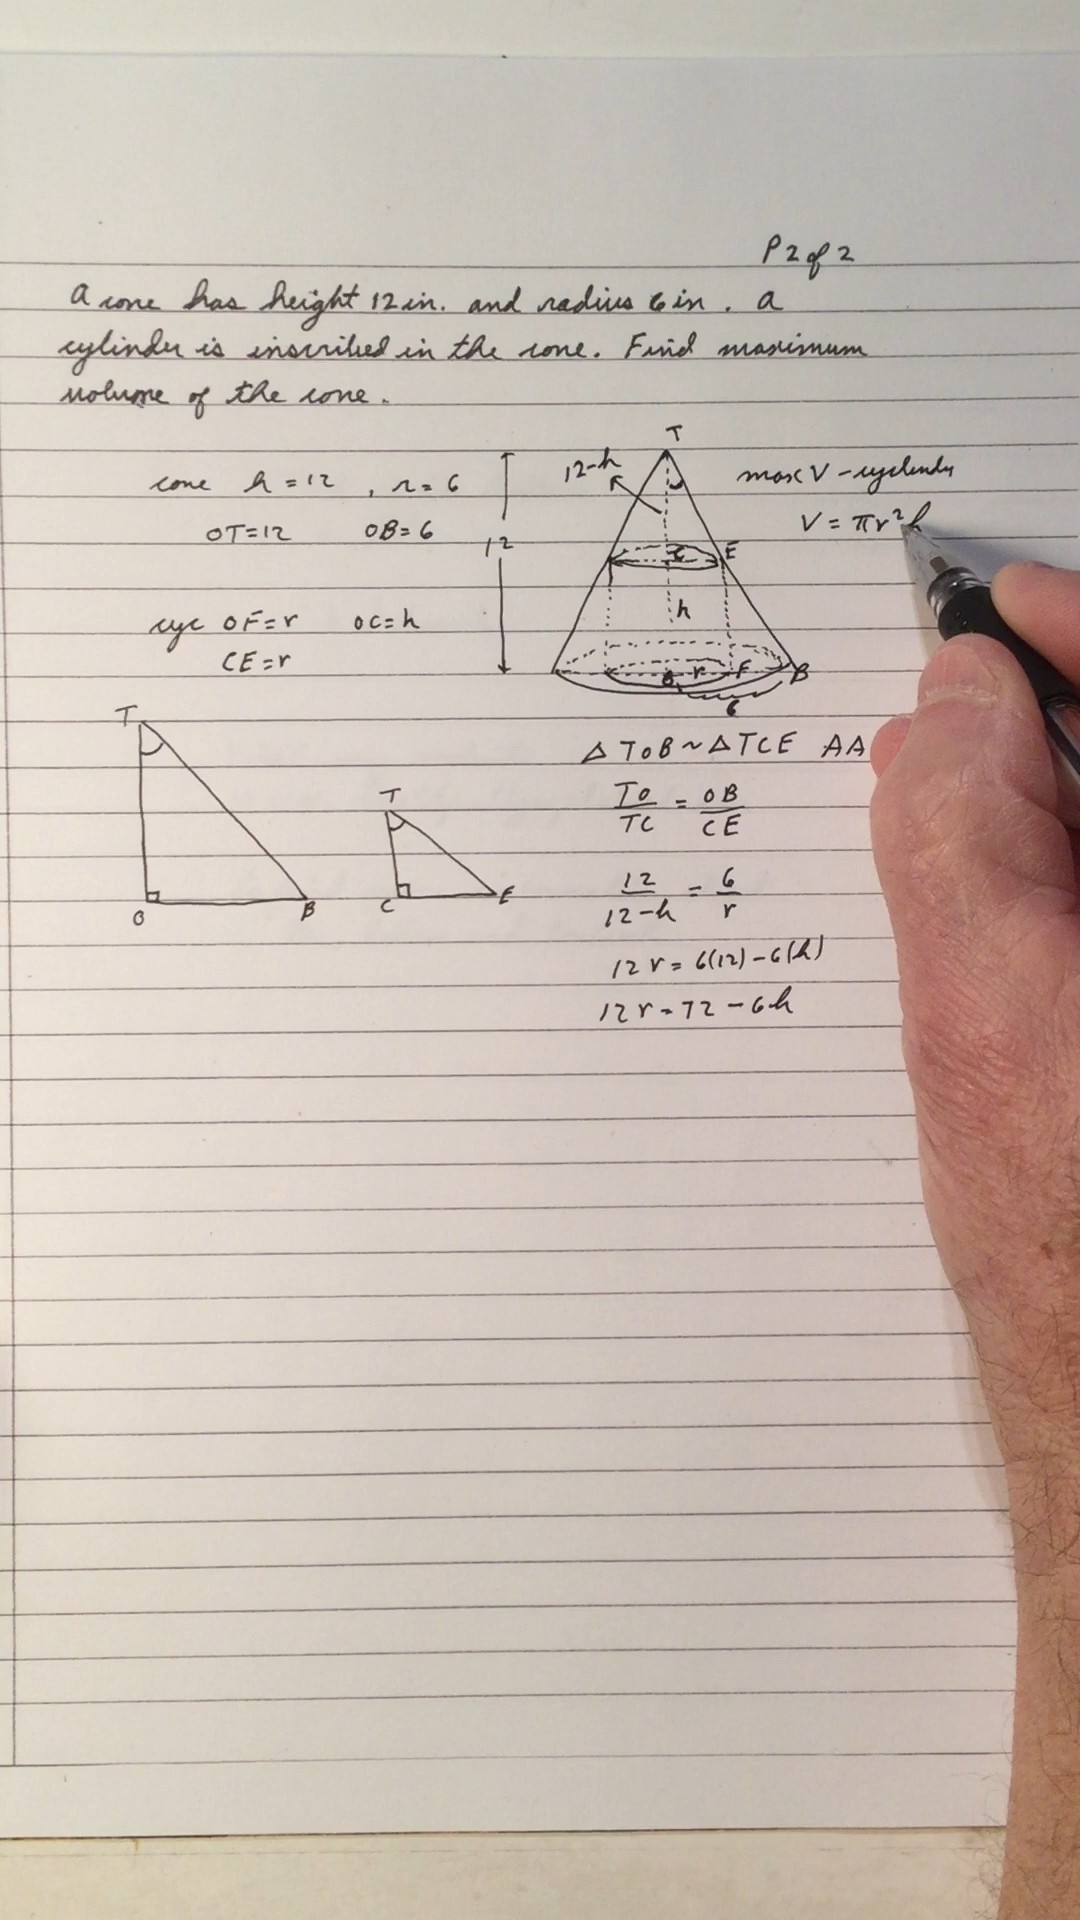 P 2 of 2
A cone has height 12 in. and radius 6 in. A
cylinder is inscribed in the cone. Find maximum
volume of the cone.
cone h = 12 , r = 6
OT=12 OB=6
cyc OF=r OC=h
CE=r
12
12-h
T
C
E
h
O
r
F
B
6
max V - cylinder
V = πr²h
T
O
B
T
C
E
△TOB ~ △TCE AA
TO/TC = OB/CE
12/12-h = 6/r
12r = 6(12) - 6(h)
12r = 72 - 6h